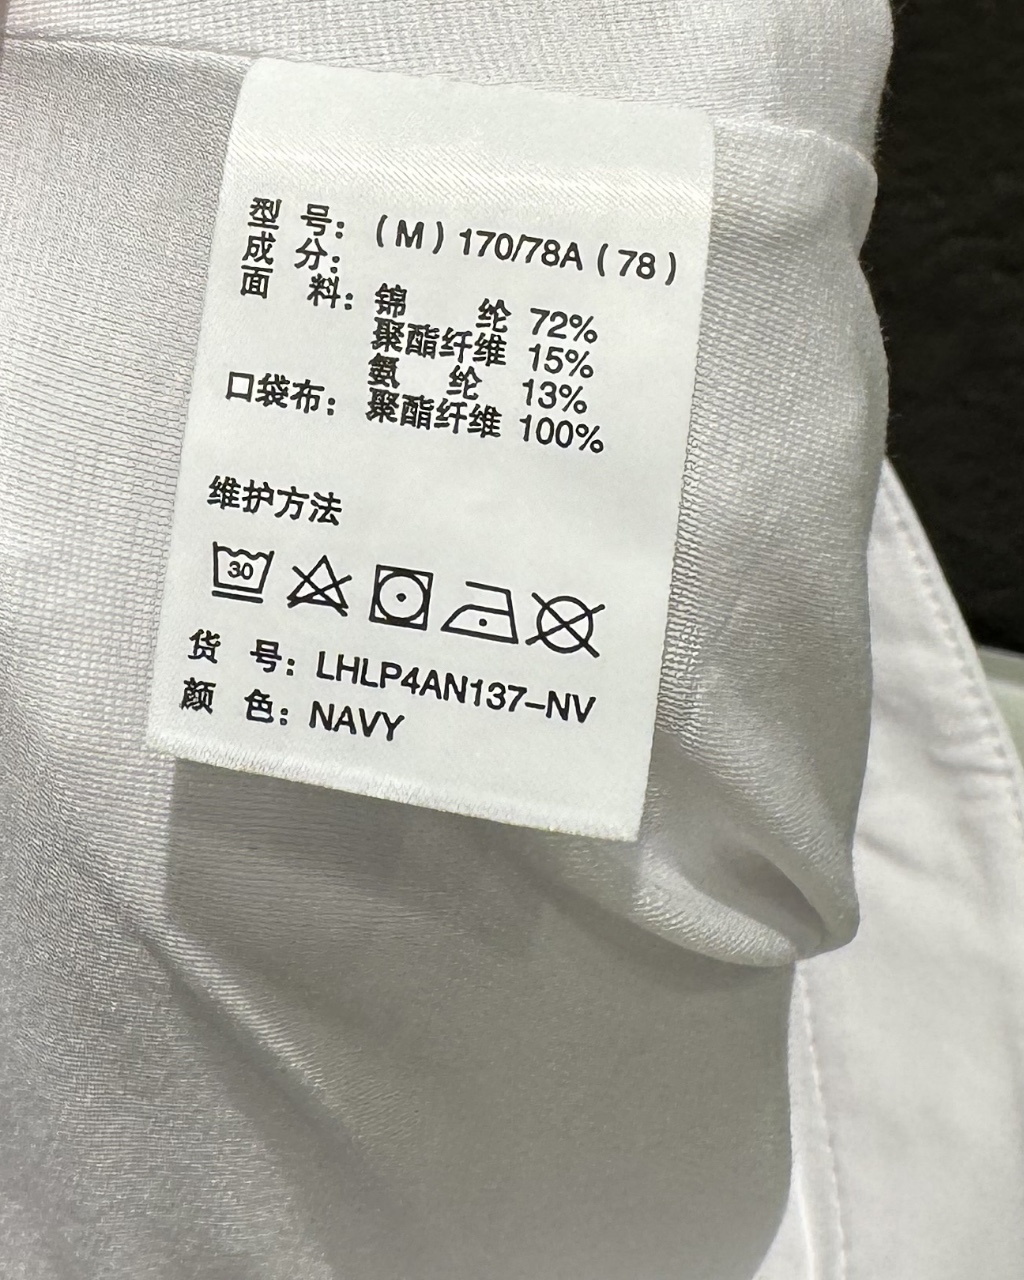 型 号：（M）170/78A（78）
成 分：
面 料：锦 纶 72%
聚酯纤维 15%
氨 纶 13%
口袋布：聚酯纤维 100%
维护方法
30
货 号：LHLP4AN137-NV
颜 色：NAVY